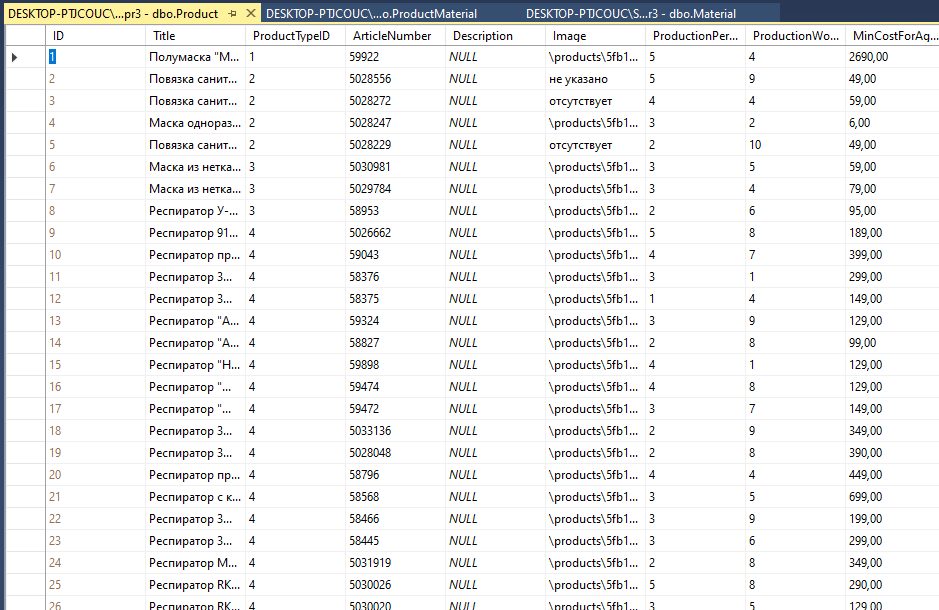 DESKTOP-PTJCOUC\...pr3 - dbo.Product DESKTOP-PTJCOUC\...o.ProductMaterial DESKTOP-PTJCOUC\S...r3 - dbo.Material
ID Title ProductTypeID ArticleNumber Description Image ProductionPer... ProductionWo... MinCostForAg...
1 Полумаска "М... 1 59922 NULL \products\5fb1... 5 4 2690,00
2 Повязка санит... 2 5028556 NULL не указано 5 9 49,00
3 Повязка санит... 2 5028272 NULL отсутствует 4 4 59,00
4 Маска однораз... 2 5028247 NULL \products\5fb1... 3 2 6,00
5 Повязка санит... 2 5028229 NULL отсутствует 2 10 49,00
6 Маска из нетка... 3 5030981 NULL \products\5fb1... 3 5 59,00
7 Маска из нетка... 3 5029784 NULL \products\5fb1... 3 4 79,00
8 Респиратор У-... 3 58953 NULL \products\5fb1... 2 6 95,00
9 Респиратор 91... 4 5026662 NULL \products\5fb1... 5 8 189,00
10 Респиратор пр... 4 59043 NULL \products\5fb1... 4 7 399,00
11 Респиратор 3... 4 58376 NULL \products\5fb1... 3 1 299,00
12 Респиратор 3... 4 58375 NULL \products\5fb1... 1 4 149,00
13 Респиратор "А... 4 59324 NULL \products\5fb1... 3 9 129,00
14 Респиратор "А... 4 58827 NULL \products\5fb1... 2 8 99,00
15 Респиратор "Н... 4 59898 NULL \products\5fb1... 4 1 129,00
16 Респиратор "... 4 59474 NULL \products\5fb1... 4 8 129,00
17 Респиратор "... 4 59472 NULL \products\5fb1... 3 7 149,00
18 Респиратор 3... 4 5033136 NULL \products\5fb1... 2 9 349,00
19 Респиратор 3... 4 5028048 NULL \products\5fb1... 2 8 390,00
20 Респиратор пр... 4 58796 NULL \products\5fb1... 4 4 449,00
21 Респиратор с к... 4 58568 NULL \products\5fb1... 3 5 699,00
22 Респиратор 3... 4 58466 NULL \products\5fb1... 3 9 199,00
23 Респиратор 3... 4 58445 NULL \products\5fb1... 3 6 299,00
24 Респиратор М... 4 5031919 NULL \products\5fb1... 2 8 349,00
25 Респиратор RK... 4 5030026 NULL \products\5fb1... 5 8 290,00
26 Респиратор RK... 4 5030020 NULL \products\5fb1... 3 5 129,00